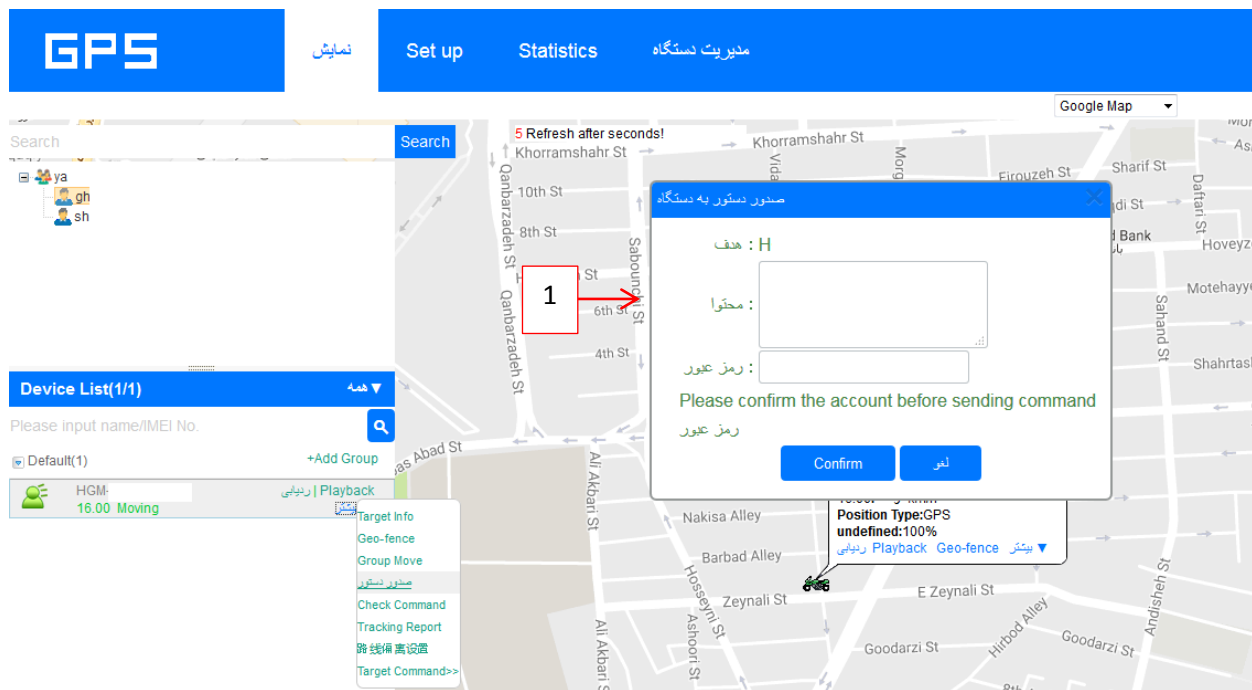 GPS
نمایش
Set up
Statistics
مدیریت دستگاه
Google Map
Search
Search
5 Refresh after seconds!
ya
gh
sh
Device List(1/1)
همه ▼
Please input name/IMEI No.
Default(1)
+Add Group
HGM-
ردیابی | Playback
16.00 Moving
بیشتر
Target Info
Geo-fence
Group Move
صدور دستور
Check Command
Tracking Report
路线偏离设置
Target Command>>
1
صدور دستور به دستگاه
هدف : H
محتوا :
رمز عبور :
Please confirm the account before sending command
رمز عبور
Confirm
لغو
Position Type:GPS
undefined:100%
ردیابی Playback Geo-fence بیشتر ▼
Khorramshahr St
Khorramshahr St
10th St
8th St
6th St
4th St
St
Qanbarzadeh St
Qanbarzadeh St
Sabounchi St
Firouzeh St
Sharif St
Daftari St
St
Bank
Motehayye
Sahand St
Abad St
Ali Akbari St
Nakisa Alley
Barbad Alley
Hosseyni St
Zeynali St
E Zeynali St
Andisheh St
Hirbod Alley
Goodarzi St
Goodarzi St
Ashoori St